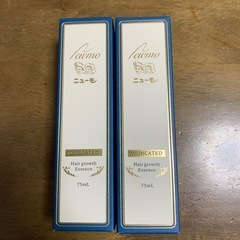 Newmo
ニューモ
MEDICATED
Hair growth
Essence
75mL
Newmo
ニューモ
MEDICATED
Hair growth
Essence
75mL